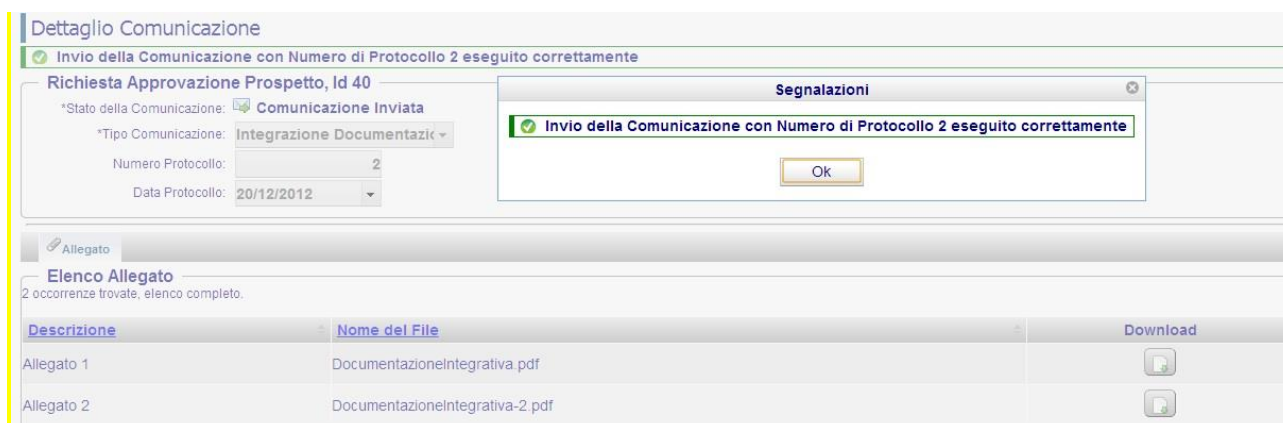 Dettaglio Comunicazione
Invio della Comunicazione con Numero di Protocollo 2 eseguito correttamente
Richiesta Approvazione Prospetto, Id 40
*Stato della Comunicazione: Comunicazione Inviata
*Tipo Comunicazione: Integrazione Documentazic
Numero Protocollo: 2
Data Protocollo: 20/12/2012
Segnalazioni
Invio della Comunicazione con Numero di Protocollo 2 eseguito correttamente
Ok
Allegato
Elenco Allegato
2 occorrenze trovate, elenco completo.
Descrizione Nome del File Download
Allegato 1 DocumentazioneIntegrativa.pdf
Allegato 2 DocumentazioneIntegrativa-2.pdf